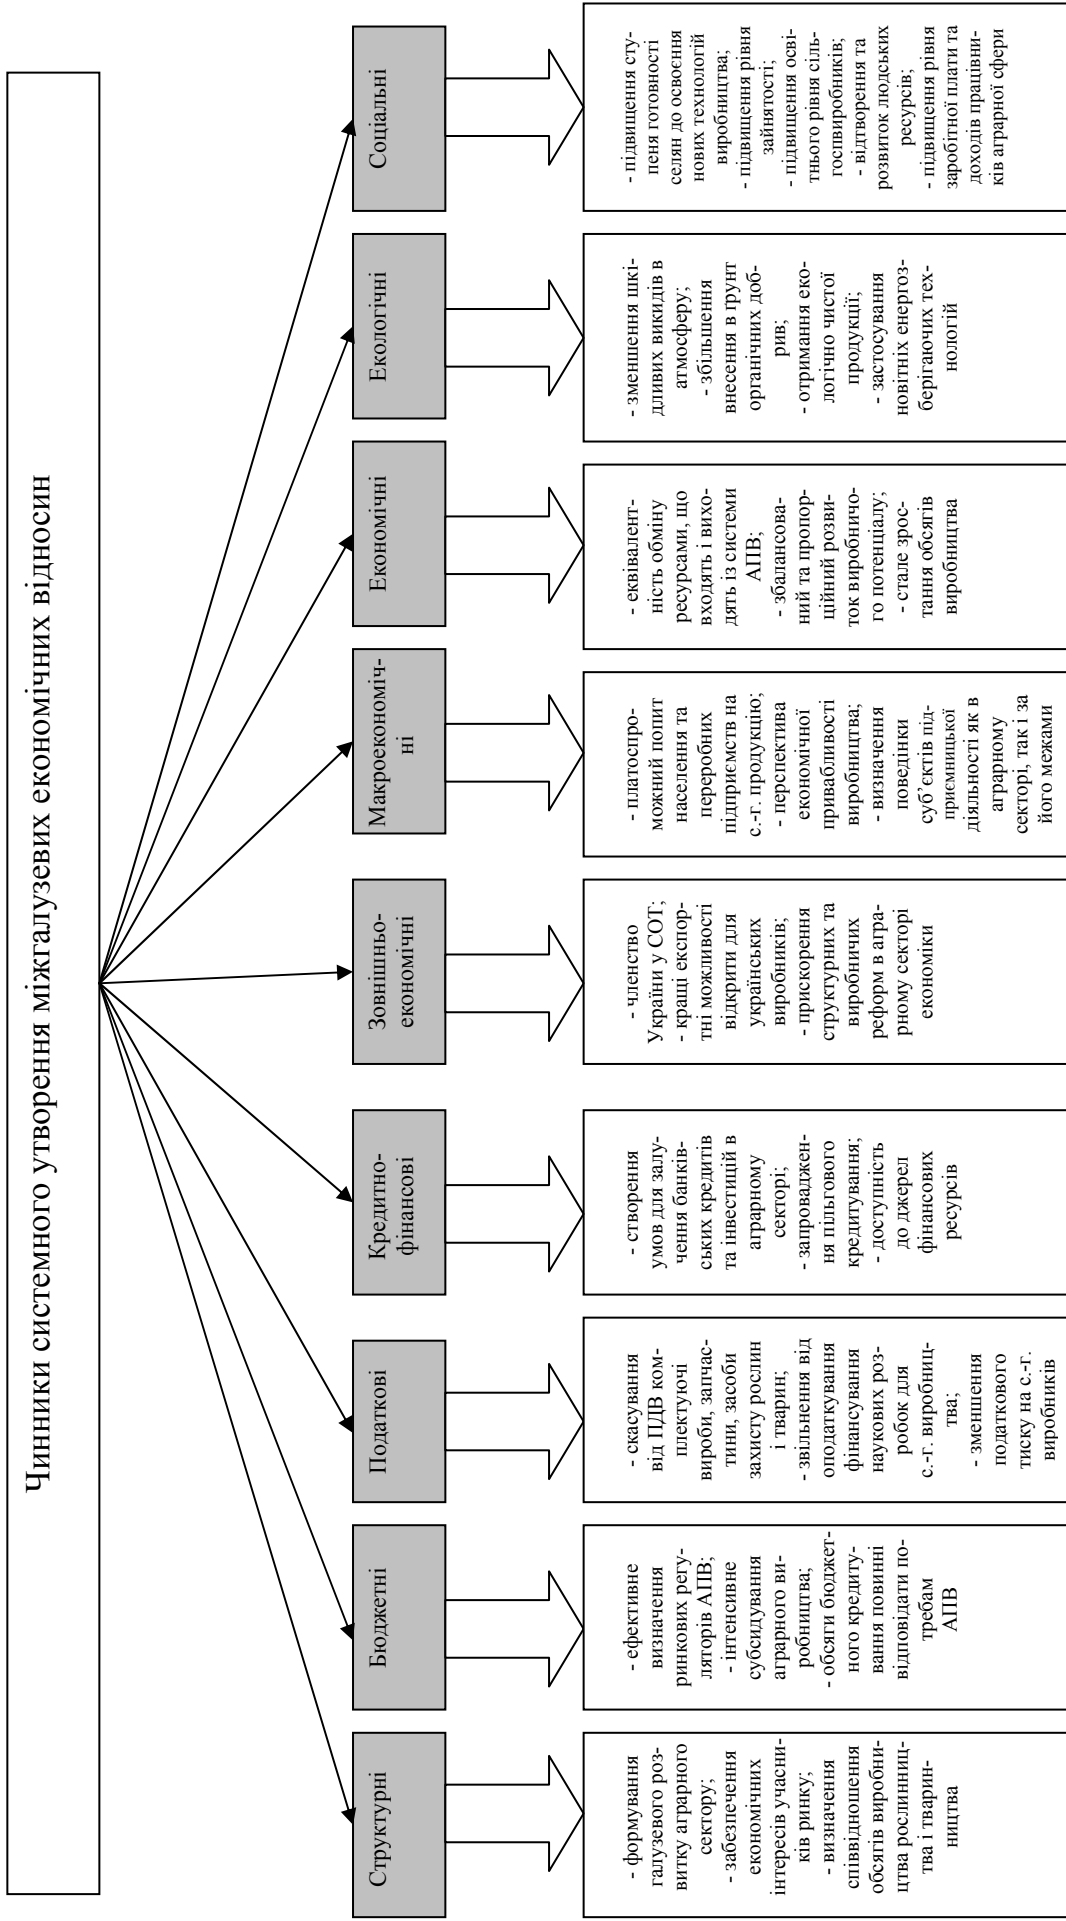 Чинники системного утворення міжгалузевих економічних відносин
Структурні
Бюджетні
Податкові
Кредитно-
фінансові
Зовнішньо-
економічні
Макроекономіч-
ні
Економічні
Екологічні
Соціальні
- формування
галузевого роз-
витку аграрного
сектору;
- забезпечення
економічних
інтересів учасни-
ків ринку;
- визначення
співвідношення
обсягів виробни-
цтва рослинниц-
тва і тварин-
ництва
- ефективне
визначення
ринкових регу-
ляторів АПВ;
- інтенсивне
субсидування
аграрного ви-
робництва;
- обсяги бюджет-
ного кредиту-
вання повинні
відповідати по-
требам
АПВ
- скасування
від ПДВ ком-
плектуючі
вироби, запчас-
тини, засоби
захисту рослин
і тварин;
- звільнення від
оподаткування
фінансування
наукових роз-
робок для
с.-г. виробниц-
тва;
- зменшення
податкового
тиску на с.-г.
виробників
- створення
умов для залу-
чення банків-
ських кредитів
та інвестицій в
аграрному
секторі;
- запроваджен-
ня пільгового
кредитування;
- доступність
до джерел
фінансових
ресурсів
- членство
України у СОТ;
- кращі експор-
тні можливості
відкрити для
українських
виробників;
- прискорення
структурних та
виробничих
реформ в агра-
рному секторі
економіки
- платоспро-
можний попит
населення та
переробних
підприємств на
с.-г. продукцію;
- перспектива
економічної
привабливості
виробництва;
- визначення
поведінки
суб’єктів під-
приємницької
діяльності як в
аграрному
секторі, так і за
його межами
- еквівалент-
ність обміну
ресурсами, що
входять і вихо-
дять із системи
АПВ;
- збалансова-
ний та пропор-
ційний розви-
ток виробничо-
го потенціалу;
- стале зрос-
тання обсягів
виробництва
- зменшення шкі-
дливих викидів в
атмосферу;
- збільшення
внесення в ґрунт
органічних доб-
рив;
- отримання еко-
логічно чистої
продукції;
- застосування
новітніх енергоз-
берігаючих тех-
нологій
- підвищення сту-
пеня готовності
селян до освоєння
нових технологій
виробництва;
- підвищення рівня
зайнятості;
- підвищення осві-
тнього рівня сіль-
госпвиробників;
- відтворення та
розвиток людських
ресурсів;
- підвищення рівня
заробітної плати та
доходів працівни-
ків аграрної сфери